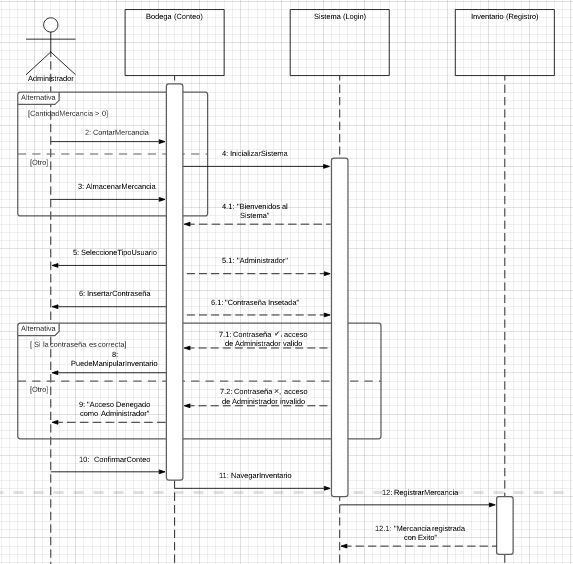 Bodega (Conteo)
Sistema (Login)
Inventario (Registro)
Administrador
Alternativa
[CantidadMercancia > 0]
2: ContarMercancia
[Otro]
4: InicializarSistema
3: AlmacenarMercancia
4.1: "Bienvenidos al
Sistema"
5: SeleccioneTipoUsuario
5.1: "Administrador"
6: InsertarContraseña
6.1: "Contraseña Insetada"
Alternativa
[ Si la contraseña es correcta]
7.1: Contraseña ✓, acceso
de Administrador valido
8:
PuedeManipularInventario
[Otro]
7.2: Contraseña ×, acceso
de Administrador invalido
9: "Acceso Denegado
como Administrador"
10: ConfirmarConteo
11: NavegarInventario
12: RegistrarMercancia
12.1: "Mercancia registrada
con Exito"